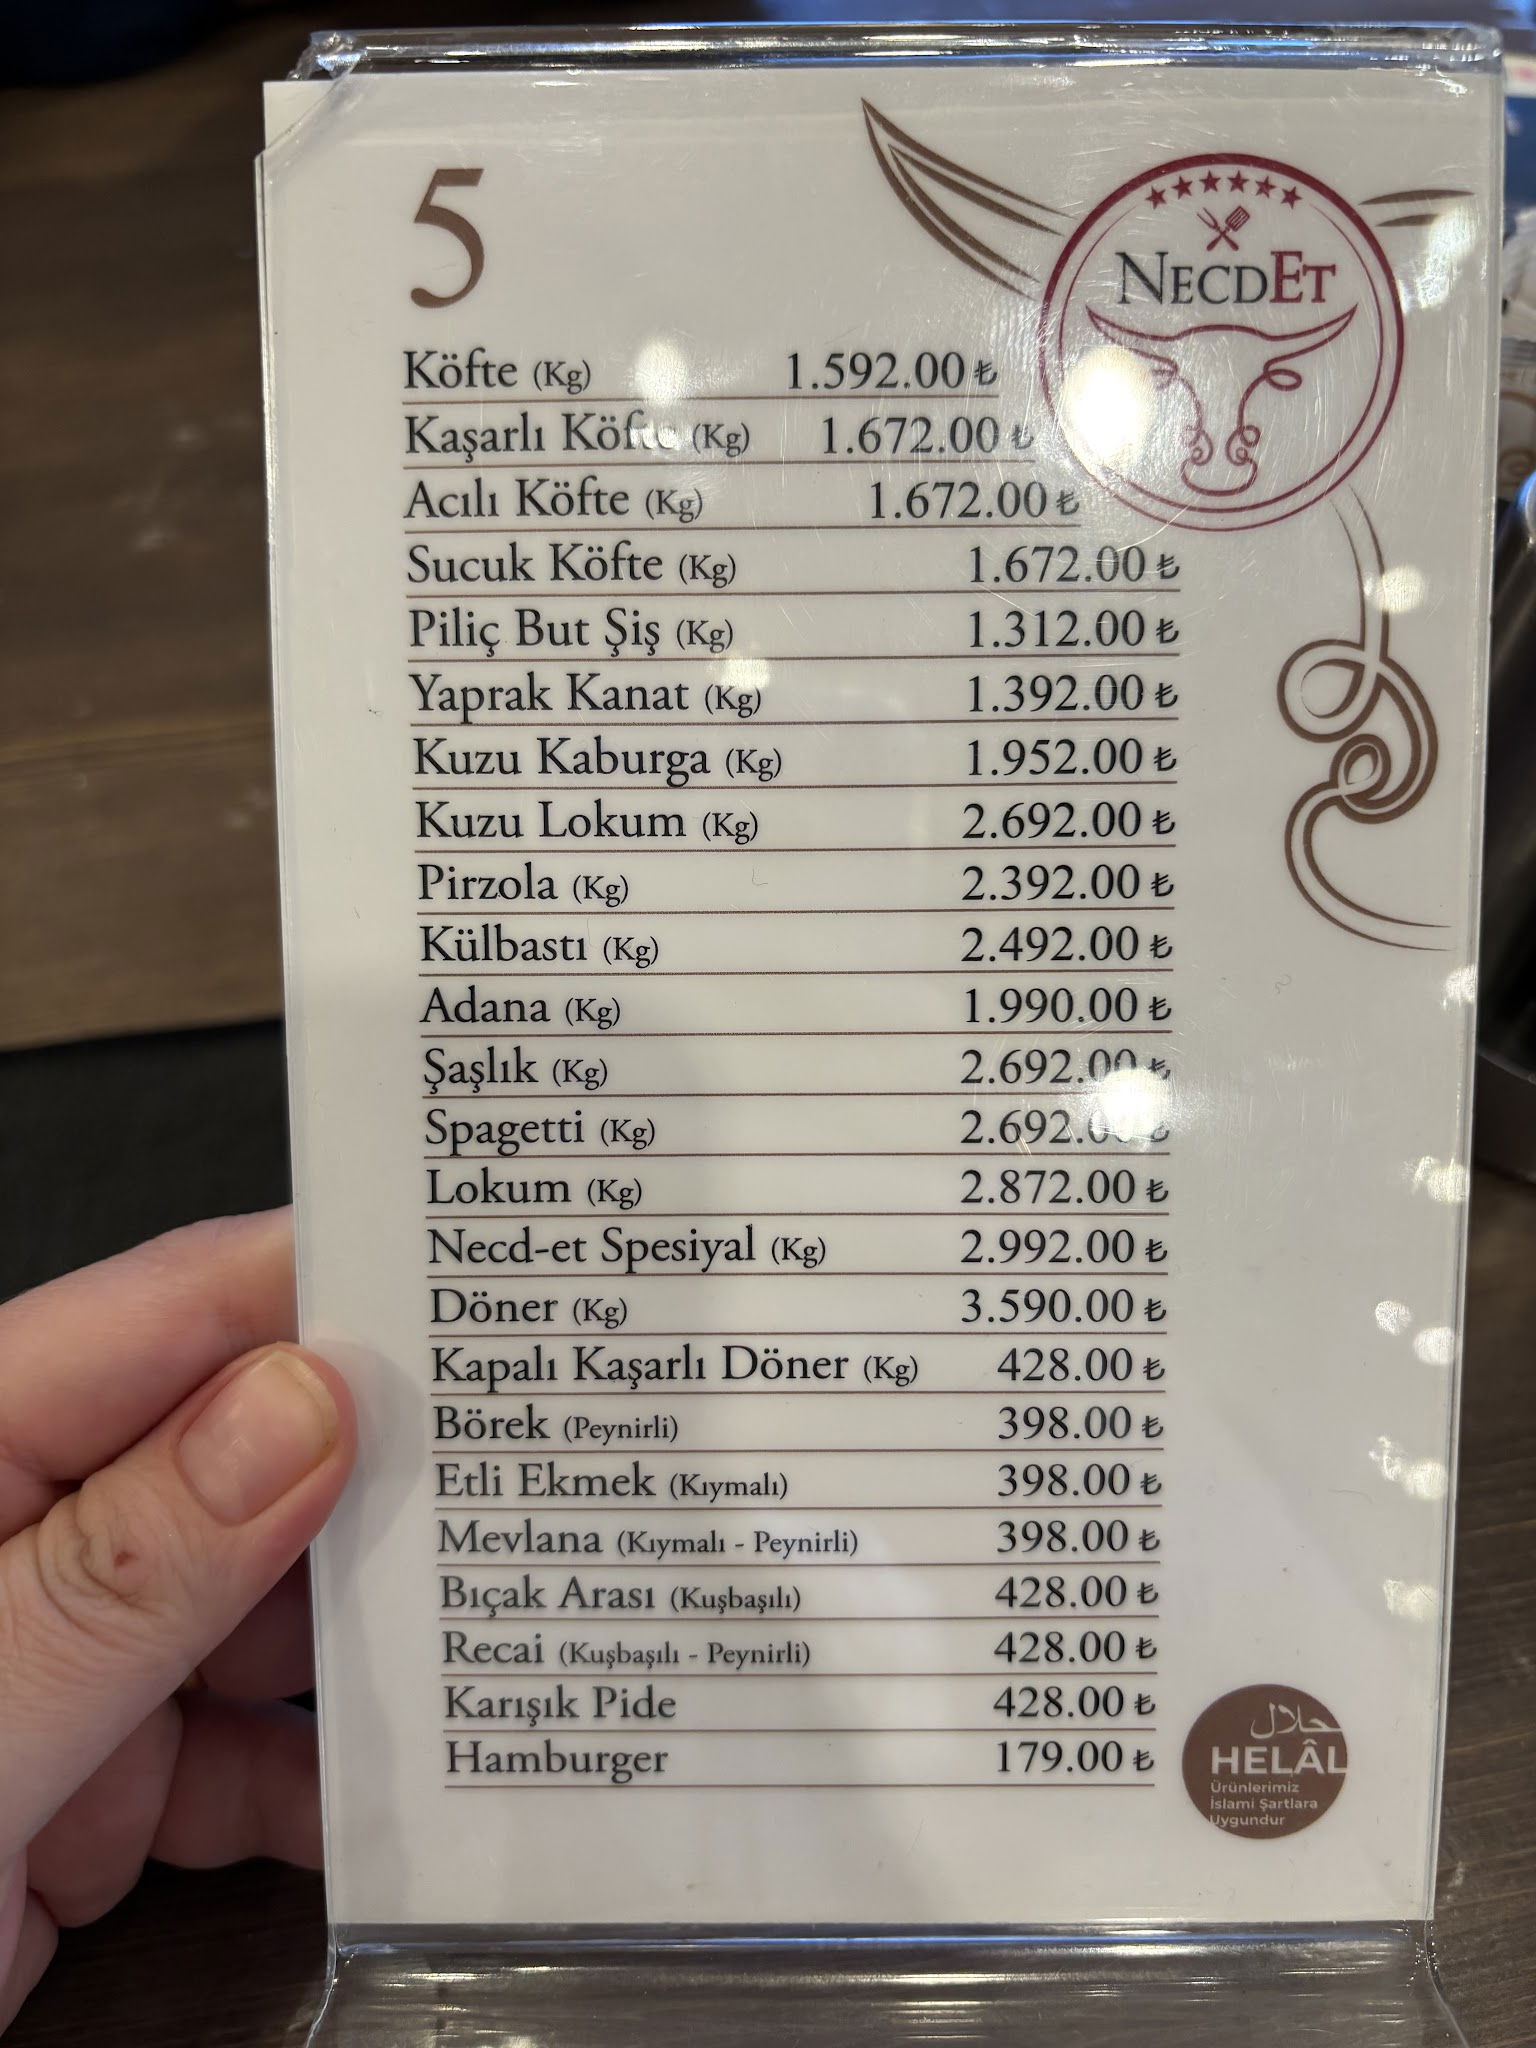 5
NECDET
Köfte (Kg) 1.592.00 ₺
Kaşarlı Köfte (Kg) 1.672.00 ₺
Acılı Köfte (Kg) 1.672.00 ₺
Sucuk Köfte (Kg) 1.672.00 ₺
Piliç But Şiş (Kg) 1.312.00 ₺
Yaprak Kanat (Kg) 1.392.00 ₺
Kuzu Kaburga (Kg) 1.952.00 ₺
Kuzu Lokum (Kg) 2.692.00 ₺
Pirzola (Kg) 2.392.00 ₺
Külbastı (Kg) 2.492.00 ₺
Adana (Kg) 1.990.00 ₺
Şaşlık (Kg) 2.692.00 ₺
Spagetti (Kg) 2.692.00 ₺
Lokum (Kg) 2.872.00 ₺
Necd-et Spesiyal (Kg) 2.992.00 ₺
Döner (Kg) 3.590.00 ₺
Kapalı Kaşarlı Döner (Kg) 428.00 ₺
Börek (Peynirli) 398.00 ₺
Etli Ekmek (Kıymalı) 398.00 ₺
Mevlana (Kıymalı - Peynirli) 398.00 ₺
Bıçak Arası (Kuşbaşılı) 428.00 ₺
Recai (Kuşbaşılı - Peynirli) 428.00 ₺
Karışık Pide 428.00 ₺
Hamburger 179.00 ₺
حلال
HELÂL
Ürünlerimiz
İslami Şartlara
Uygundur